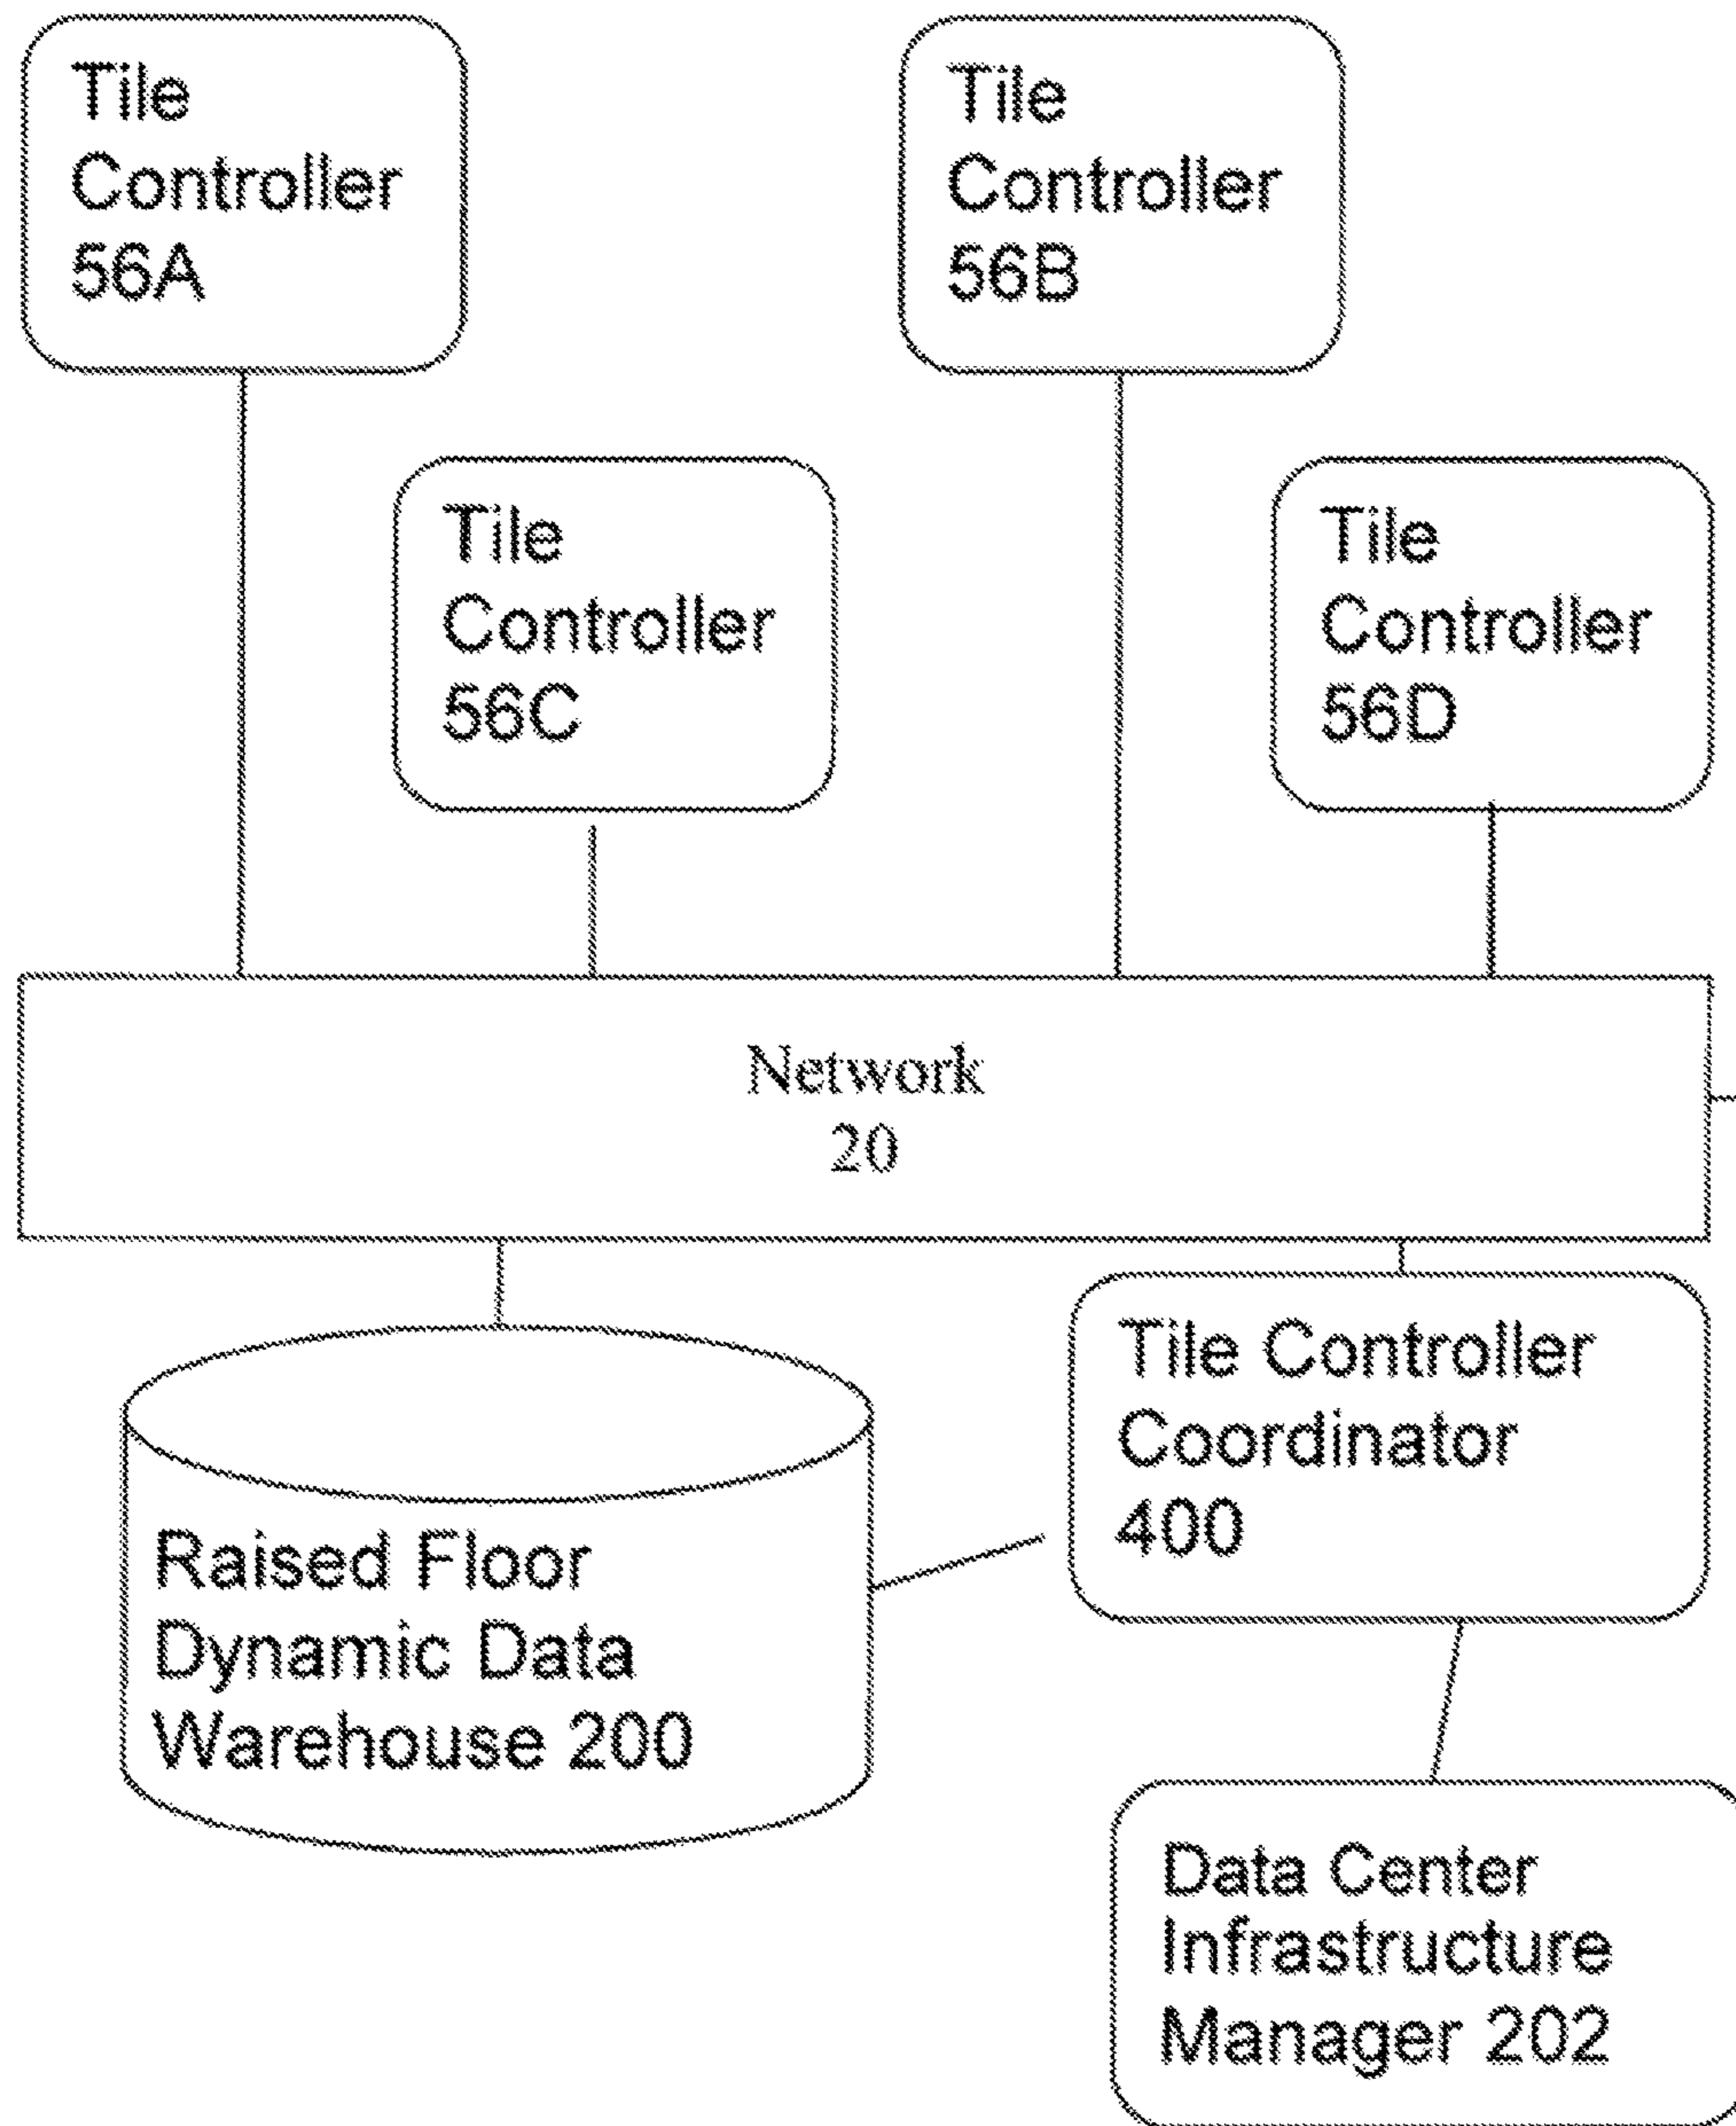 Tile
Controller
56A
Tile
Controller
56B
Tile
Controller
56C
Tile
Controller
56D
Network
20
Tile Controller
Coordinator
400
Raised Floor
Dynamic Data
Warehouse 200
Data Center
Infrastructure
Manager 202